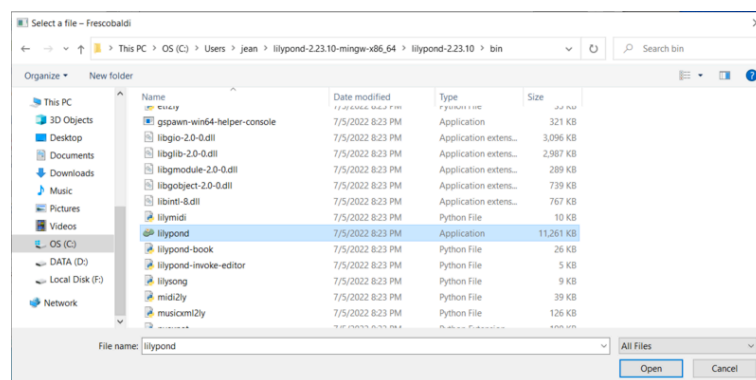 Select a file – Frescobaldi
This PC > OS (C:) > Users > jean > lilypond-2.23.10-mingw-x86_64 > lilypond-2.23.10 > bin
Search bin
Organize
New folder
Name Date modified Type Size
This PC
3D Objects
Desktop
Documents
Downloads
Music
Pictures
Videos
OS (C:)
DATA (D:)
Local Disk (F:)
Network
gspawn-win64-helper-console 7/5/2022 8:23 PM Application 321 KB
libgio-2.0-0.dll 7/5/2022 8:23 PM Application extens... 3,096 KB
libglib-2.0-0.dll 7/5/2022 8:23 PM Application extens... 2,987 KB
libgmodule-2.0-0.dll 7/5/2022 8:23 PM Application extens... 289 KB
libgobject-2.0-0.dll 7/5/2022 8:23 PM Application extens... 739 KB
libintl-8.dll 7/5/2022 8:23 PM Application extens... 767 KB
lilymidi 7/5/2022 8:23 PM Python File 10 KB
lilypond 7/5/2022 8:23 PM Application 11,261 KB
lilypond-book 7/5/2022 8:23 PM Python File 26 KB
lilypond-invoke-editor 7/5/2022 8:23 PM Python File 5 KB
lilysong 7/5/2022 8:23 PM Python File 9 KB
midi2ly 7/5/2022 8:23 PM Python File 39 KB
musicxml2ly 7/5/2022 8:23 PM Python File 126 KB
File name: lilypond
All Files
Open
Cancel